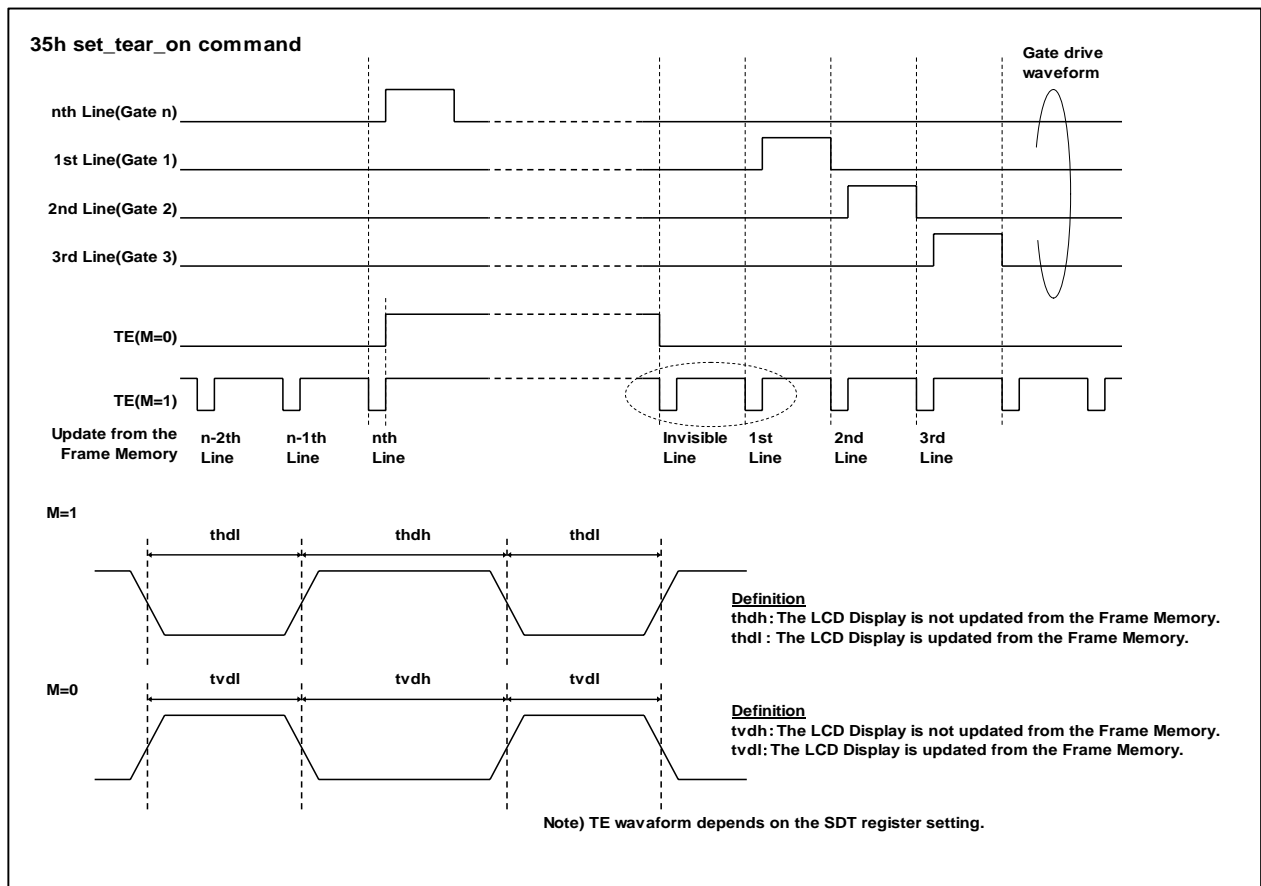 35h set_tear_on command
Gate drive
waveform
nth Line(Gate n)
1st Line(Gate 1)
2nd Line(Gate 2)
3rd Line(Gate 3)
TE(M=0)
TE(M=1)
Update from the
Frame Memory
n-2th
Line
n-1th
Line
nth
Line
Invisible
Line
1st
Line
2nd
Line
3rd
Line
M=1
thdl
thdh
thdl
Definition
thdh: The LCD Display is not updated from the Frame Memory.
thdl : The LCD Display is updated from the Frame Memory.
M=0
tvdl
tvdh
tvdl
Definition
tvdh: The LCD Display is not updated from the Frame Memory.
tvdl: The LCD Display is updated from the Frame Memory.
Note) TE wavaform depends on the SDT register setting.